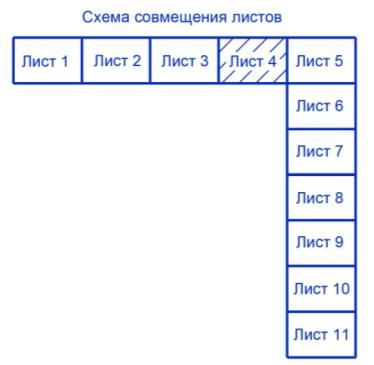 Схема совмещения листов
Лист 1 Лист 2 Лист 3 Лист 4 Лист 5
Лист 6
Лист 7
Лист 8
Лист 9
Лист 10
Лист 11